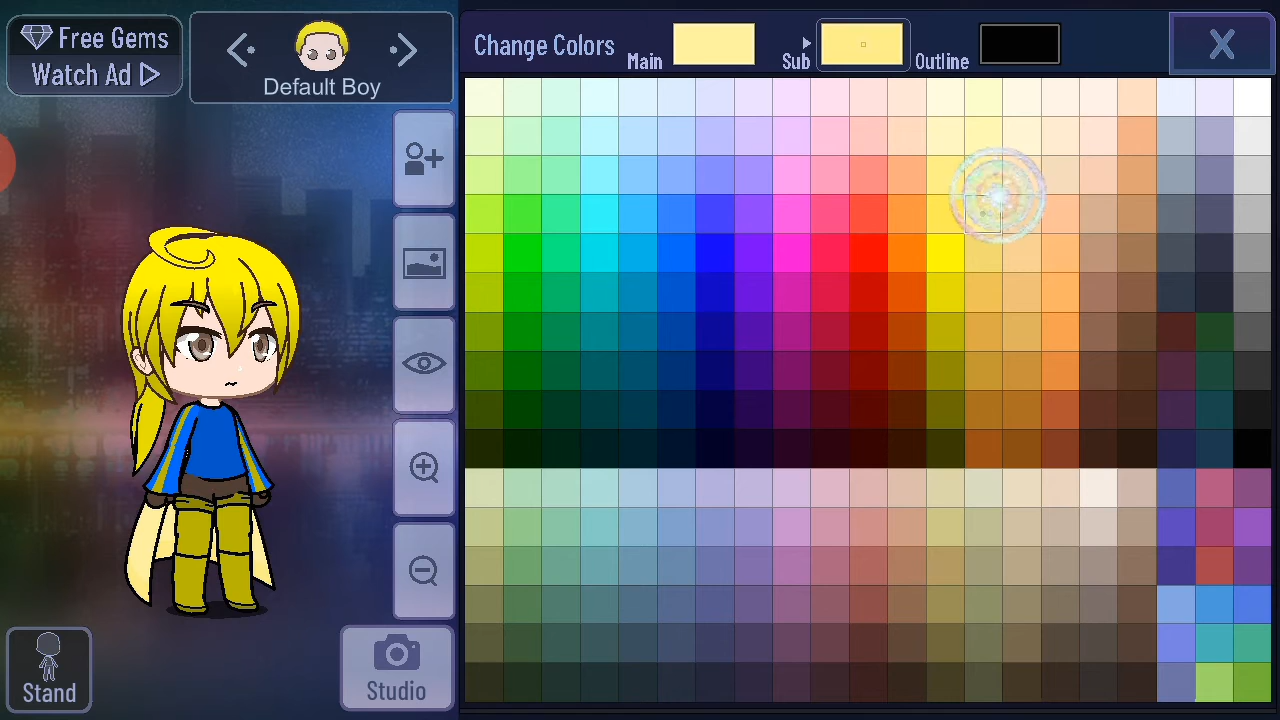 Free Gems
Watch Ad
Default Boy
Change Colors
Main
Sub
Outline
X
Stand
Studio